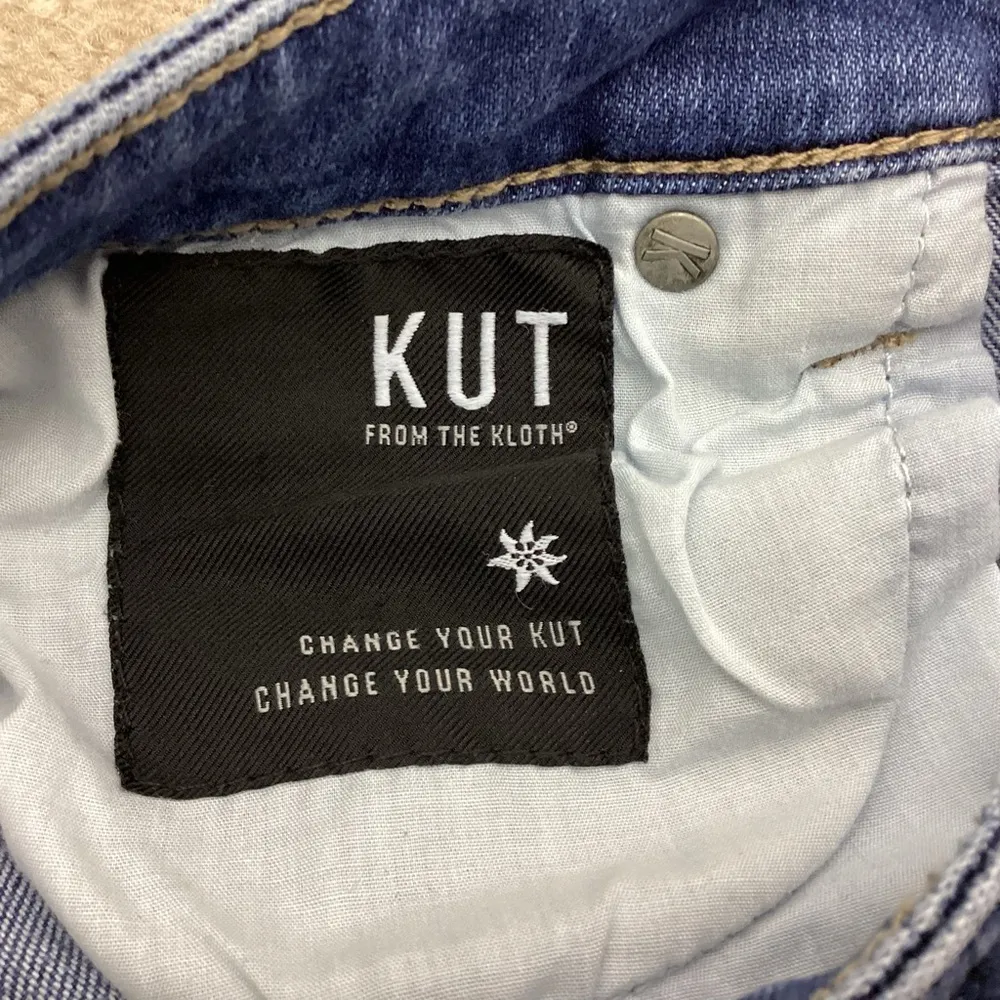 KUT
FROM THE KLOTH®
CHANGE YOUR KUT
CHANGE YOUR WORLD
K